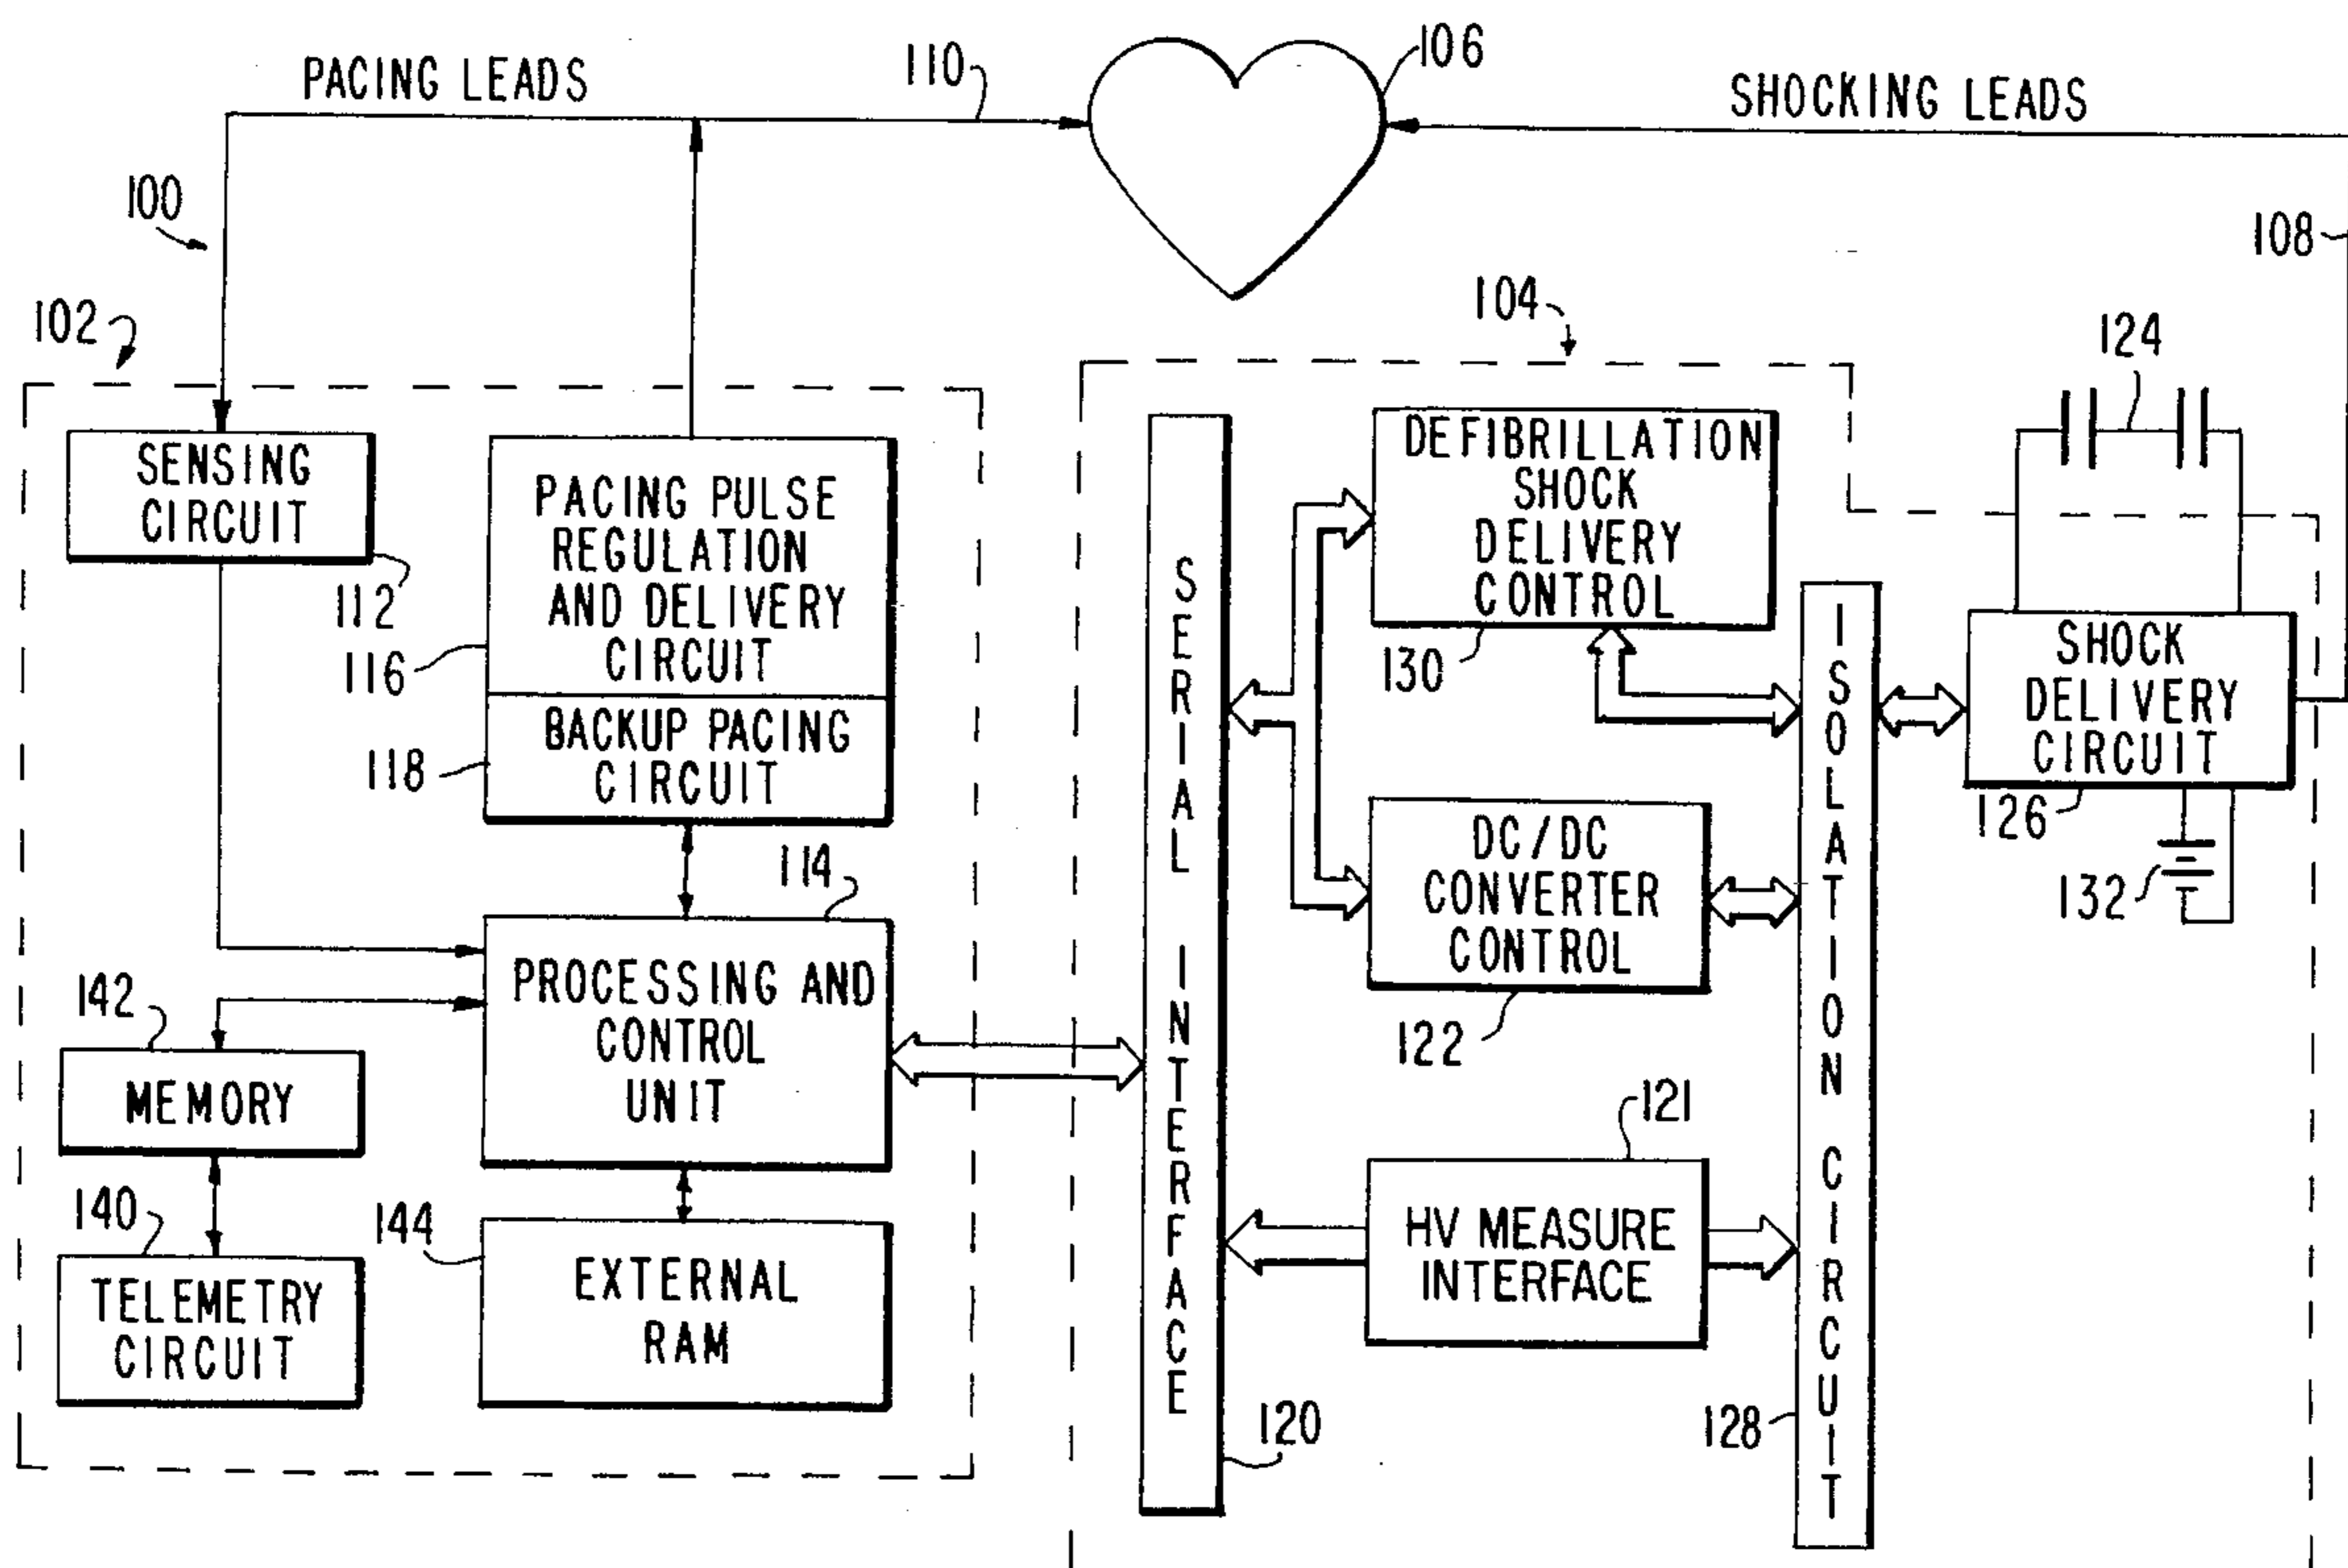 PACING LEADS
110
106
SHOCKING LEADS
100
108
102
104
124
SENSING
CIRCUIT
112
PACING PULSE
REGULATION
AND DELIVERY
CIRCUIT
116
BACKUP PACING
CIRCUIT
118
114
PROCESSING AND
CONTROL
UNIT
142
MEMORY
140
TELEMETRY
CIRCUIT
144
EXTERNAL
RAM
SERIAL INTERFACE
120
DEFIBRILLATION
SHOCK
DELIVERY
CONTROL
130
DC/DC
CONVERTER
CONTROL
122
121
HV MEASURE
INTERFACE
ISOLATION CIRCUIT
128
SHOCK
DELIVERY
CIRCUIT
126
132